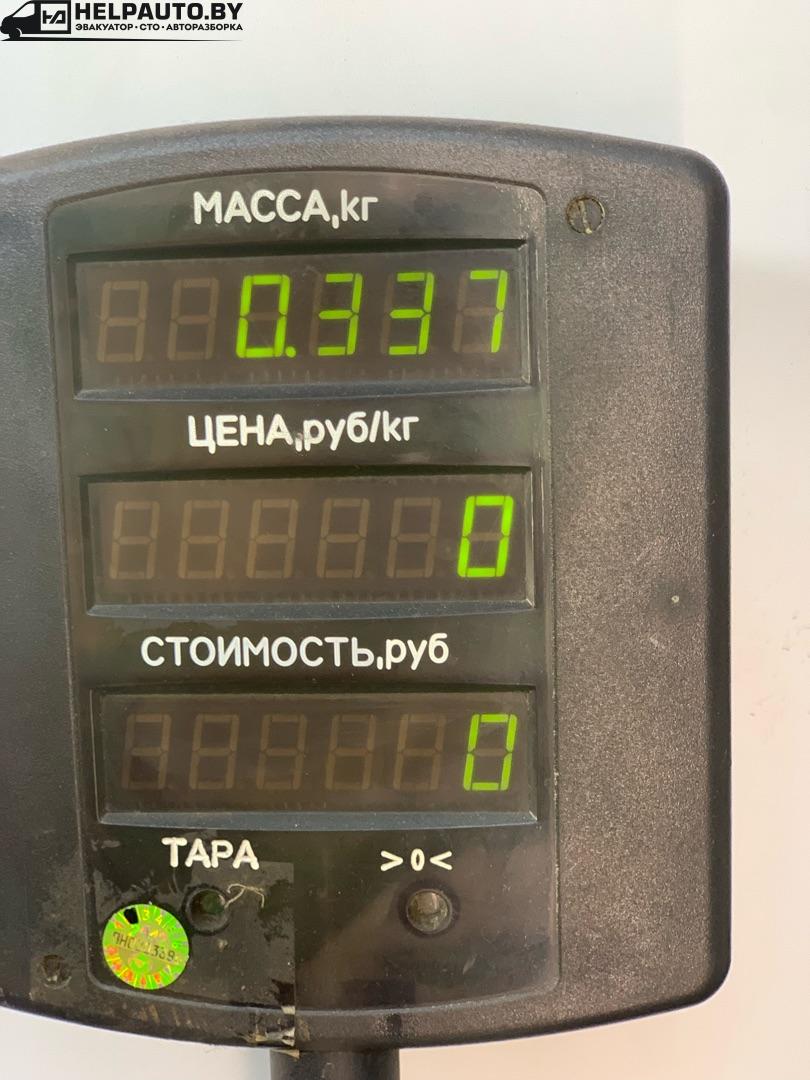 HELPAUTO.BY
ЭВАКУАТОР · СТО · АВТОРАЗБОРКА
МАССА,кг
0.337
ЦЕНА,руб/кг
0
СТОИМОСТЬ,руб
0
ТАРА >0<